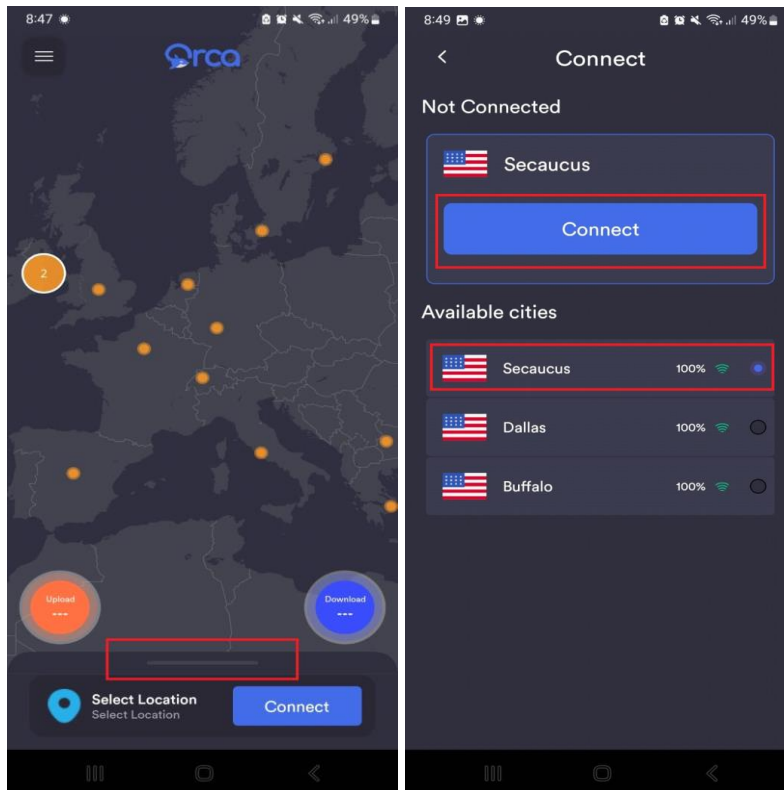 8:47
49%
Orca
2
Upload
---
Download
---
Select Location
Select Location
Connect
8:49
49%
Connect
Not Connected
Secaucus
Connect
Available cities
Secaucus 100%
Dallas 100%
Buffalo 100%